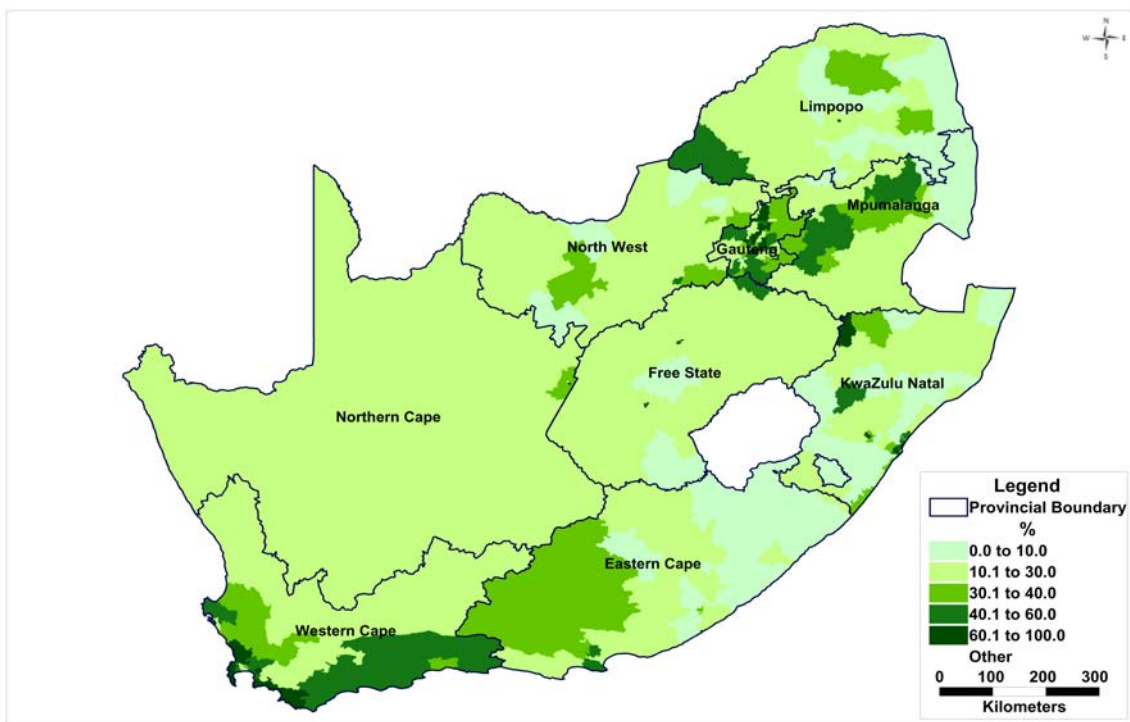 N
W E
S
Limpopo
Mpumalanga
North West
Gauteng
Free State
KwaZulu Natal
Northern Cape
Eastern Cape
Western Cape
Legend
Provincial Boundary
%
0.0 to 10.0
10.1 to 30.0
30.1 to 40.0
40.1 to 60.0
60.1 to 100.0
Other
0 100 200 300
Kilometers